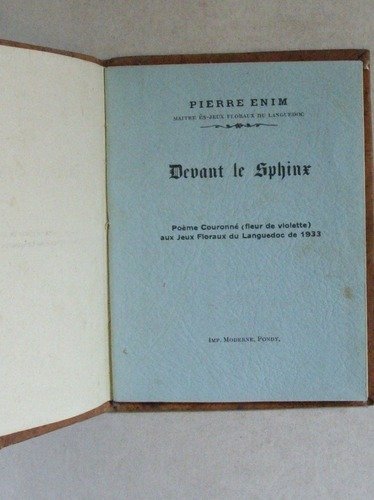 PIERRE ENIM
MAITRE ÈS-JEUX FLORAUX DU LANGUEDOC
Devant le Sphinx
Poème Couronné (fleur de violette)
aux Jeux Floraux du Languedoc de 1933
IMP. MODERNE, PONDY.